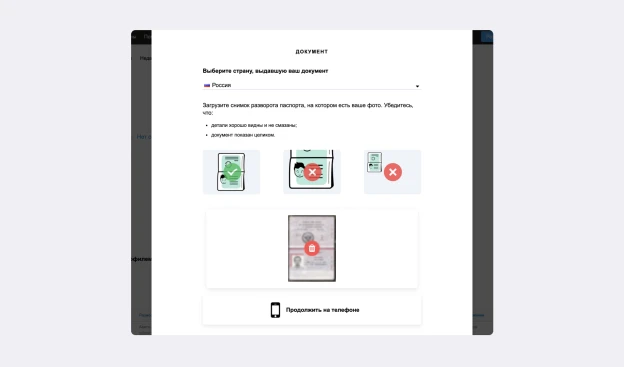 ДОКУМЕНТ
Выберите страну, выдавшую ваш документ
Россия
Загрузите снимок разворота паспорта, на котором есть ваше фото. Убедитесь,
что:
• детали хорошо видны и не смазаны;
• документ показан целиком.
Продолжить на телефоне